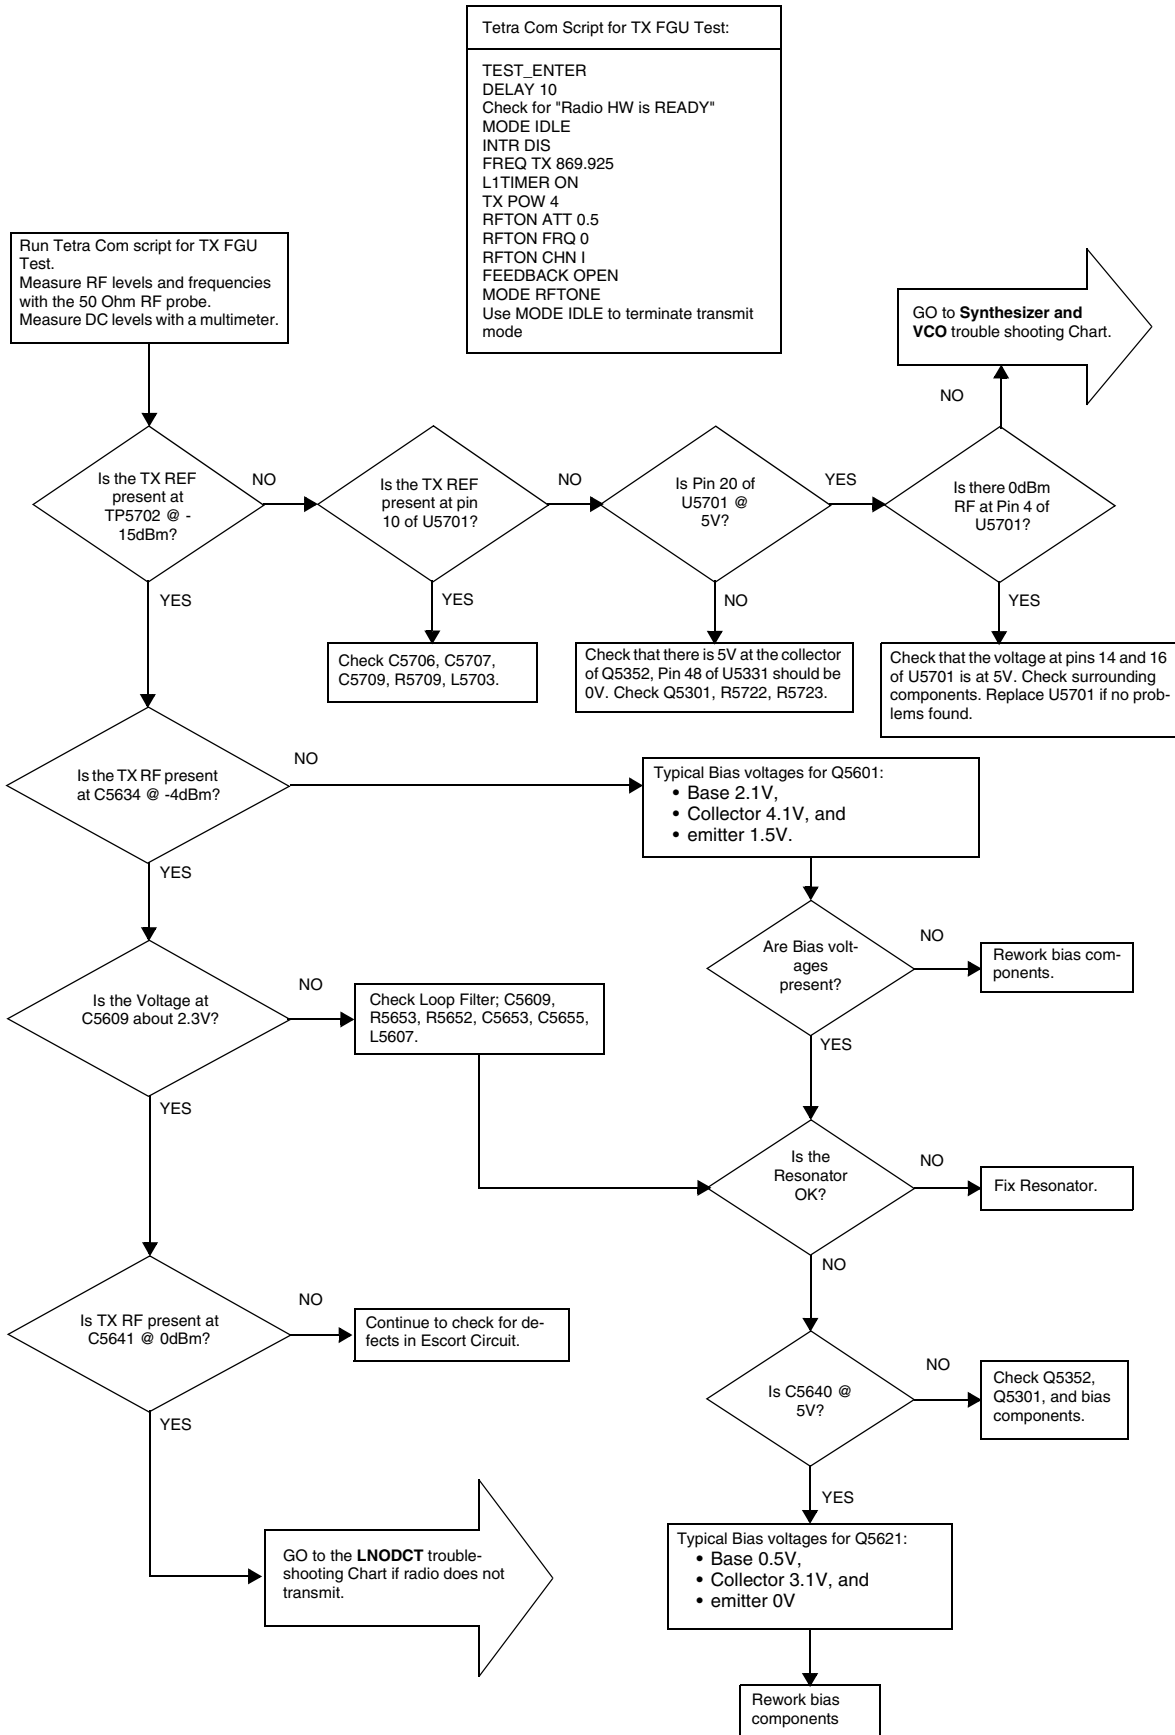 Tetra Com Script for TX FGU Test:
TEST_ENTER
DELAY 10
Check for "Radio HW is READY"
MODE IDLE
INTR DIS
FREQ TX 869.925
L1TIMER ON
TX POW 4
RFTON ATT 0.5
RFTON FRQ 0
RFTON CHN I
FEEDBACK OPEN
MODE RFTONE
Use MODE IDLE to terminate transmit
mode
Run Tetra Com script for TX FGU
Test.
Measure RF levels and frequencies
with the 50 Ohm RF probe.
Measure DC levels with a multimeter.
GO to Synthesizer and
VCO trouble shooting Chart.
NO
Is the TX REF
present at
TP5702 @ -
15dBm?
NO
Is the TX REF
present at pin
10 of U5701?
NO
Is Pin 20 of
U5701 @
5V?
YES
Is there 0dBm
RF at Pin 4 of
U5701?
YES
YES
NO
YES
Check C5706, C5707,
C5709, R5709, L5703.
Check that there is 5V at the collector
of Q5352, Pin 48 of U5331 should be
0V. Check Q5301, R5722, R5723.
Check that the voltage at pins 14 and 16
of U5701 is at 5V. Check surrounding
components. Replace U5701 if no prob-
lems found.
Is the TX RF present
at C5634 @ -4dBm?
NO
Typical Bias voltages for Q5601:
• Base 2.1V,
• Collector 4.1V, and
• emitter 1.5V.
YES
Are Bias volt-
ages
present?
NO
Rework bias com-
ponents.
Is the Voltage at
C5609 about 2.3V?
NO
Check Loop Filter; C5609,
R5653, R5652, C5653, C5655,
L5607.
YES
YES
Is the
Resonator
OK?
NO
Fix Resonator.
NO
Is TX RF present at
C5641 @ 0dBm?
NO
Continue to check for de-
fects in Escort Circuit.
Is C5640 @
5V?
NO
Check Q5352,
Q5301, and bias
components.
YES
YES
GO to the LNODCT trouble-
shooting Chart if radio does not
transmit.
Typical Bias voltages for Q5621:
• Base 0.5V,
• Collector 3.1V, and
• emitter 0V
Rework bias
components